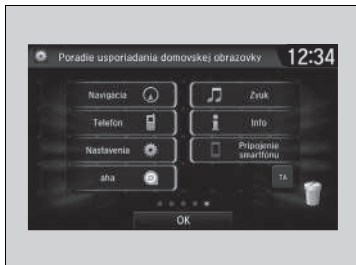 Poradie usporiadania domovskej obrazovky
12:34
Navigácia
Zvuk
Telefón
Info
Nastavenia
Pripojenie
smartfónu
aha
TA
OK